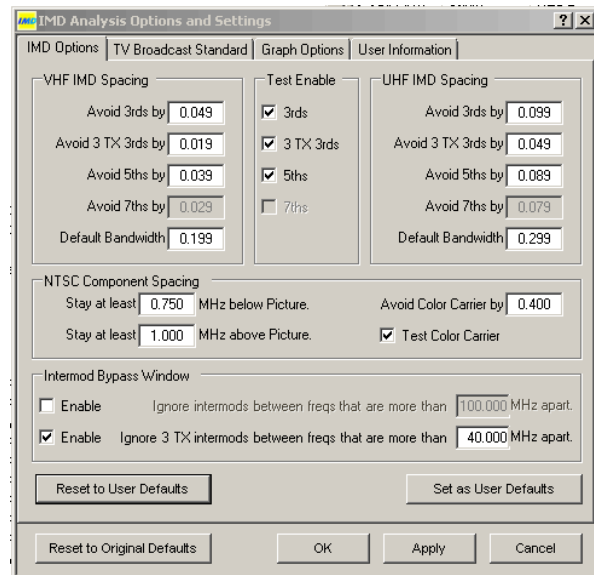 IMD IMD Analysis Options and Settings ? X
IMD Options TV Broadcast Standard Graph Options User Information
VHF IMD Spacing
Avoid 3rds by 0.049
Avoid 3 TX 3rds by 0.019
Avoid 5ths by 0.039
Avoid 7ths by 0.029
Default Bandwidth 0.199
Test Enable
3rds
3 TX 3rds
5ths
7ths
UHF IMD Spacing
Avoid 3rds by 0.099
Avoid 3 TX 3rds by 0.049
Avoid 5ths by 0.089
Avoid 7ths by 0.079
Default Bandwidth 0.299
NTSC Component Spacing
Stay at least 0.750 MHz below Picture.
Stay at least 1.000 MHz above Picture.
Avoid Color Carrier by 0.400
Test Color Carrier
Intermod Bypass Window
Enable Ignore intermods between freqs that are more than 100.000 MHz apart.
Enable Ignore 3 TX intermods between freqs that are more than 40.000 MHz apart.
Reset to User Defaults Set as User Defaults
Reset to Original Defaults OK Apply Cancel